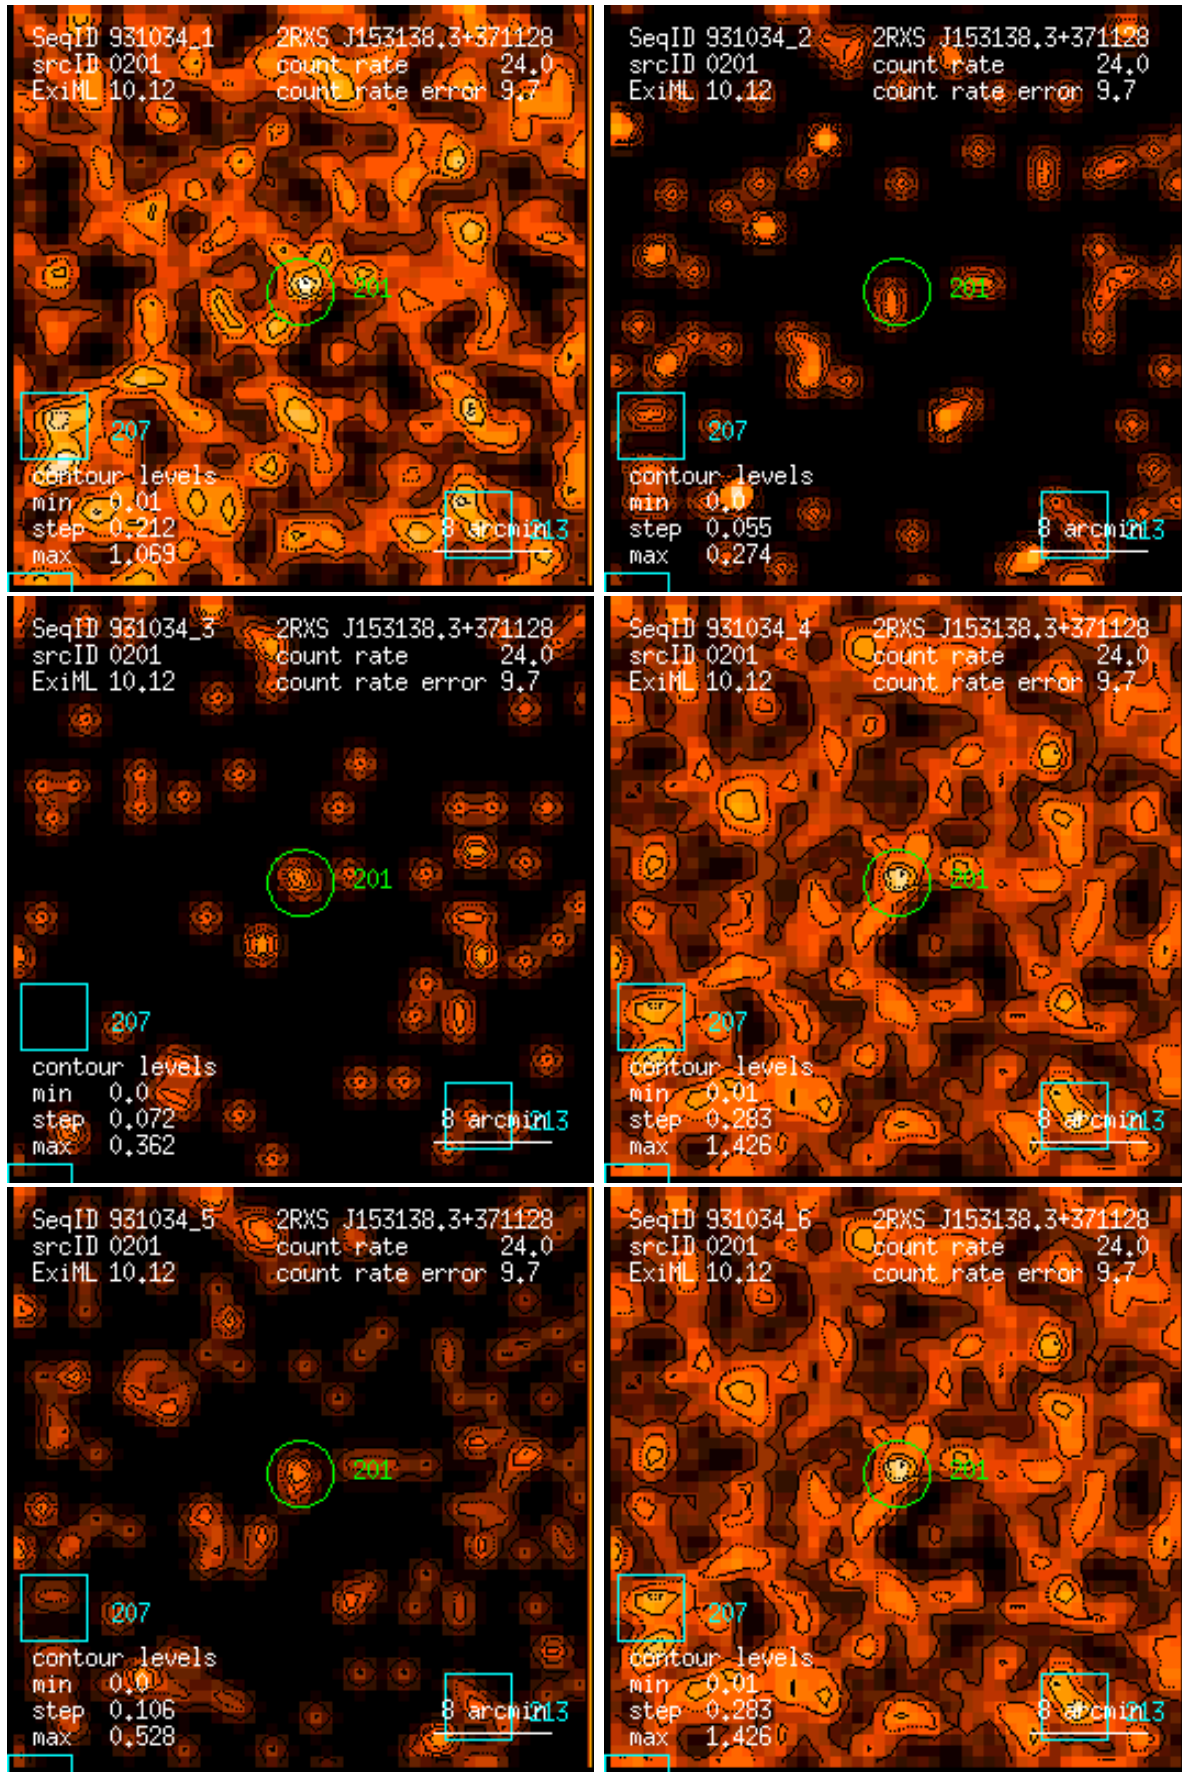 SeqID 931034_1 2RXS J153138.3+371128
srcID 0201 count rate 24.0
ExiML 10.12 count rate error 9.7
201
207
contour levels
min 0.01
step 0.212 8 arcmin 213
max 1.069
SeqID 931034_2 2RXS J153138.3+371128
srcID 0201 count rate 24.0
ExiML 10.12 count rate error 9.7
201
207
contour levels
min 0.0
step 0.055 8 arcmin 213
max 0.274
SeqID 931034_3 2RXS J153138.3+371128
srcID 0201 count rate 24.0
ExiML 10.12 count rate error 9.7
201
207
contour levels
min 0.0
step 0.072 8 arcmin 213
max 0.362
SeqID 931034_4 2RXS J153138.3+371128
srcID 0201 count rate 24.0
ExiML 10.12 count rate error 9.7
201
207
contour levels
min 0.01
step 0.283 8 arcmin 213
max 1.426
SeqID 931034_5 2RXS J153138.3+371128
srcID 0201 count rate 24.0
ExiML 10.12 count rate error 9.7
201
207
contour levels
min 0.0
step 0.106 8 arcmin 213
max 0.528
SeqID 931034_6 2RXS J153138.3+371128
srcID 0201 count rate 24.0
ExiML 10.12 count rate error 9.7
201
207
contour levels
min 0.01
step 0.283 8 arcmin 213
max 1.426